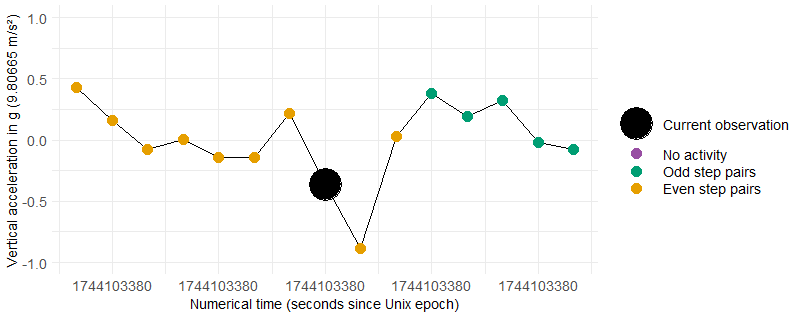 Vertical acceleration in g (9.80665 m/s²)
1.0
0.5
0.0
-0.5
-1.0
1744103380 1744103380 1744103380 1744103380 1744103380
Numerical time (seconds since Unix epoch)
Current observation
No activity
Odd step pairs
Even step pairs